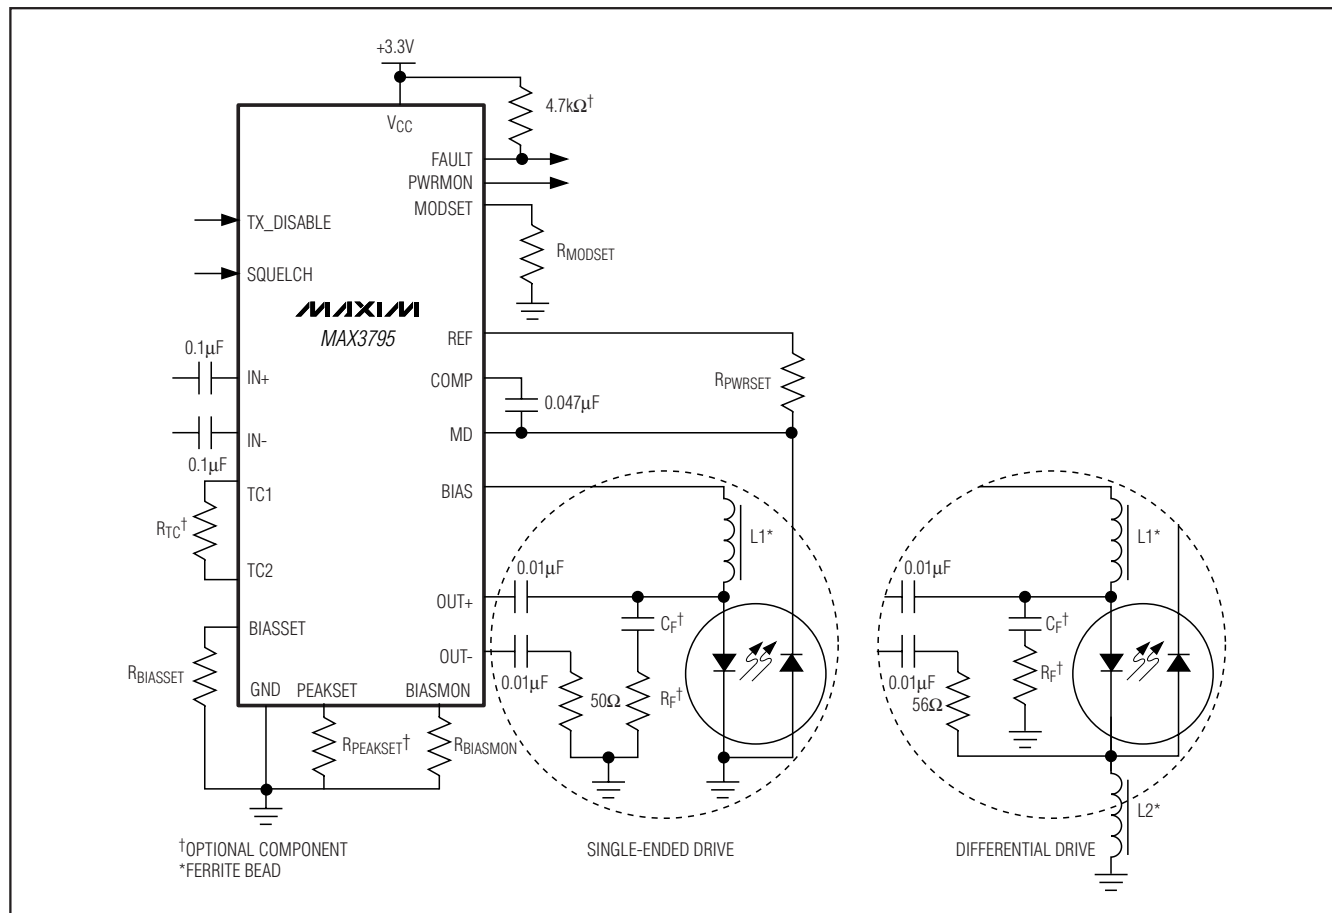 +3.3V
4.7kΩ†
VCC
FAULT
PWRMON
MODSET
TX_DISABLE
RMODSET
SQUELCH
MAXIM
MAX3795
REF
0.1µF
RPWRSET
IN+
COMP
0.047µF
IN-
MD
0.1µF
TC1
BIAS
RTC†
L1*
L1*
TC2
0.01µF
0.01µF
OUT+
CF†
CF†
BIASSET
OUT-
RBIASSET
0.01µF
50Ω
RF†
0.01µF
56Ω
RF†
GND
PEAKSET
BIASMON
RPEAKSET†
RBIASMON
L2*
†OPTIONAL COMPONENT
*FERRITE BEAD
SINGLE-ENDED DRIVE
DIFFERENTIAL DRIVE